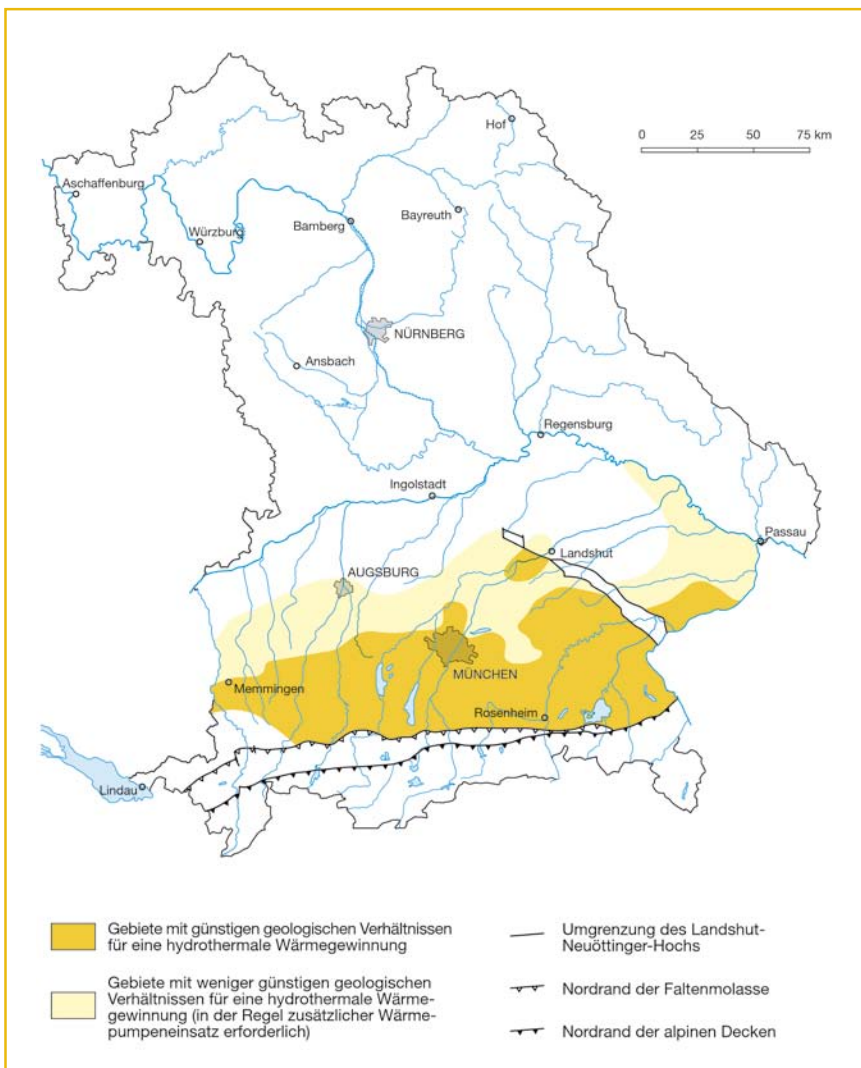 Hof
0 25 50 75 km
Aschaffenburg
Würzburg
Bamberg
Bayreuth
NÜRNBERG
Ansbach
Regensburg
Ingolstadt
Passau
Landshut
AUGSBURG
MÜNCHEN
Memmingen
Rosenheim
Lindau
Gebiete mit günstigen geologischen Verhältnissen
für eine hydrothermale Wärmegewinnung
Gebiete mit weniger günstigen geologischen
Verhältnissen für eine hydrothermale Wärme-
gewinnung (in der Regel zusätzlicher Wärme-
pumpeneinsatz erforderlich)
Umgrenzung des Landshut-
Neuöttinger-Hochs
Nordrand der Faltenmolasse
Nordrand der alpinen Decken